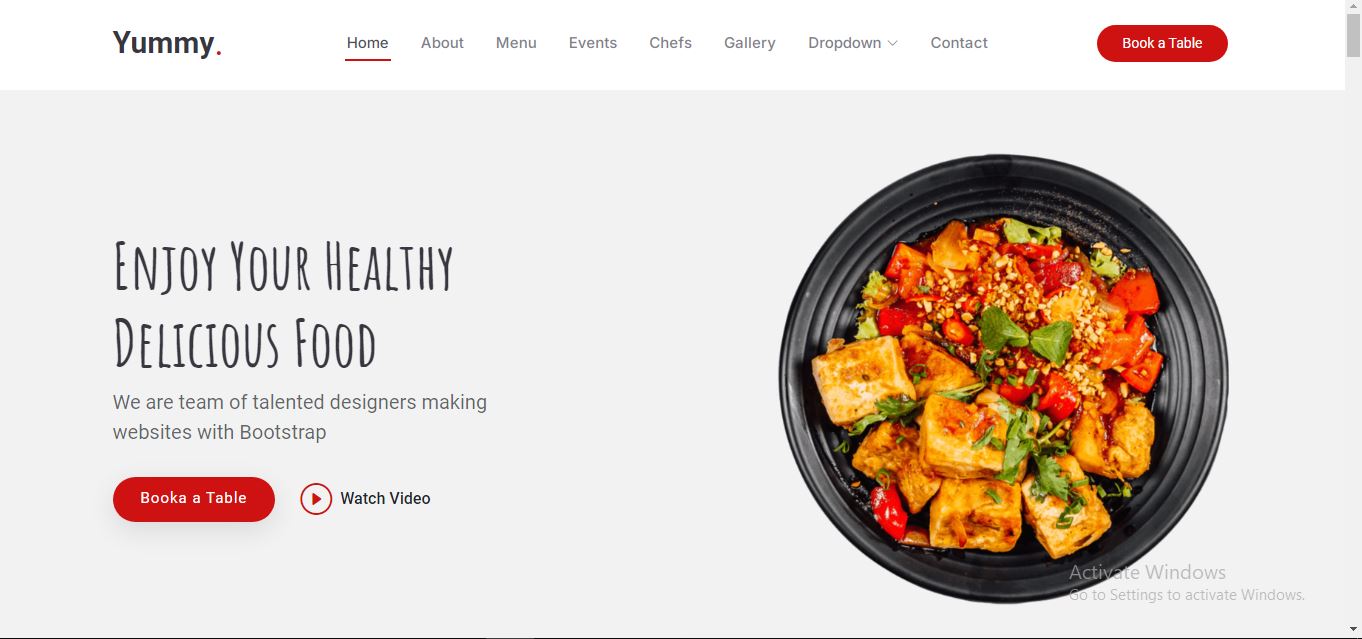 Yummy.
Home About Menu Events Chefs Gallery Dropdown Contact
Book a Table
Enjoy Your Healthy
Delicious Food
We are team of talented designers making
websites with Bootstrap
Booka a Table
Watch Video
Activate Windows
Go to Settings to activate Windows.